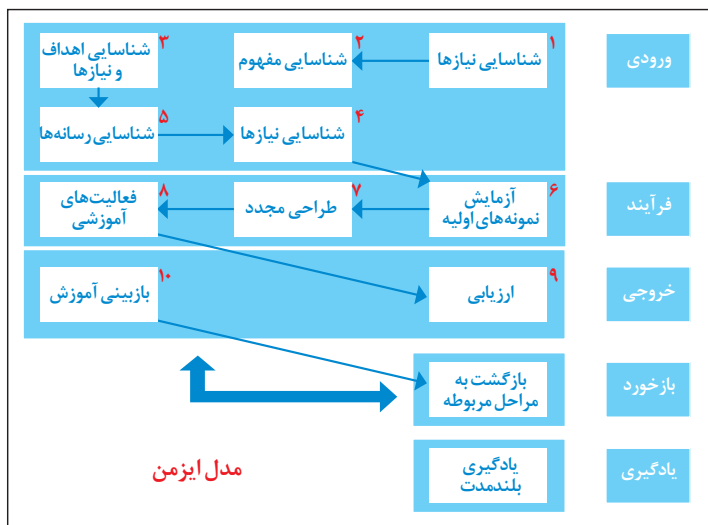 ورودی
۱
شناسایی نیازها
۲
شناسایی مفهوم
۳
شناسایی اهداف
و نیازها
۴
شناسایی نیازها
۵
شناسایی رسانه‌ها
فرآیند
۶
آزمایش
نمونه‌های اولیه
۷
طراحی مجدد
۸
فعالیت‌های
آموزشی
خروجی
۹
ارزیابی
۱۰
بازبینی آموزش
بازخورد
بازگشت به
مراحل مربوطه
یادگیری
یادگیری
بلندمدت
مدل ایزمن